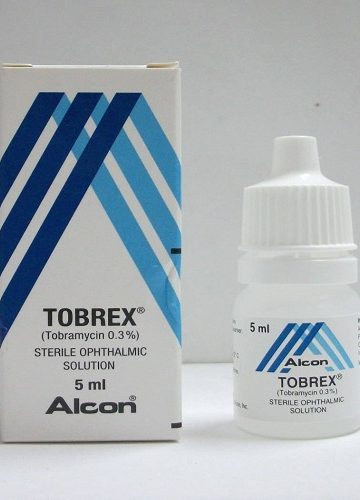 TOBREX®
(Tobramycin 0.3%)
STERILE OPHTHALMIC
SOLUTION
5 ml
Alcon®
5 ml
Alcon
TOBREX®
(Tobramycin 0.3%)
STERILE OPHTHALMIC
SOLUTION